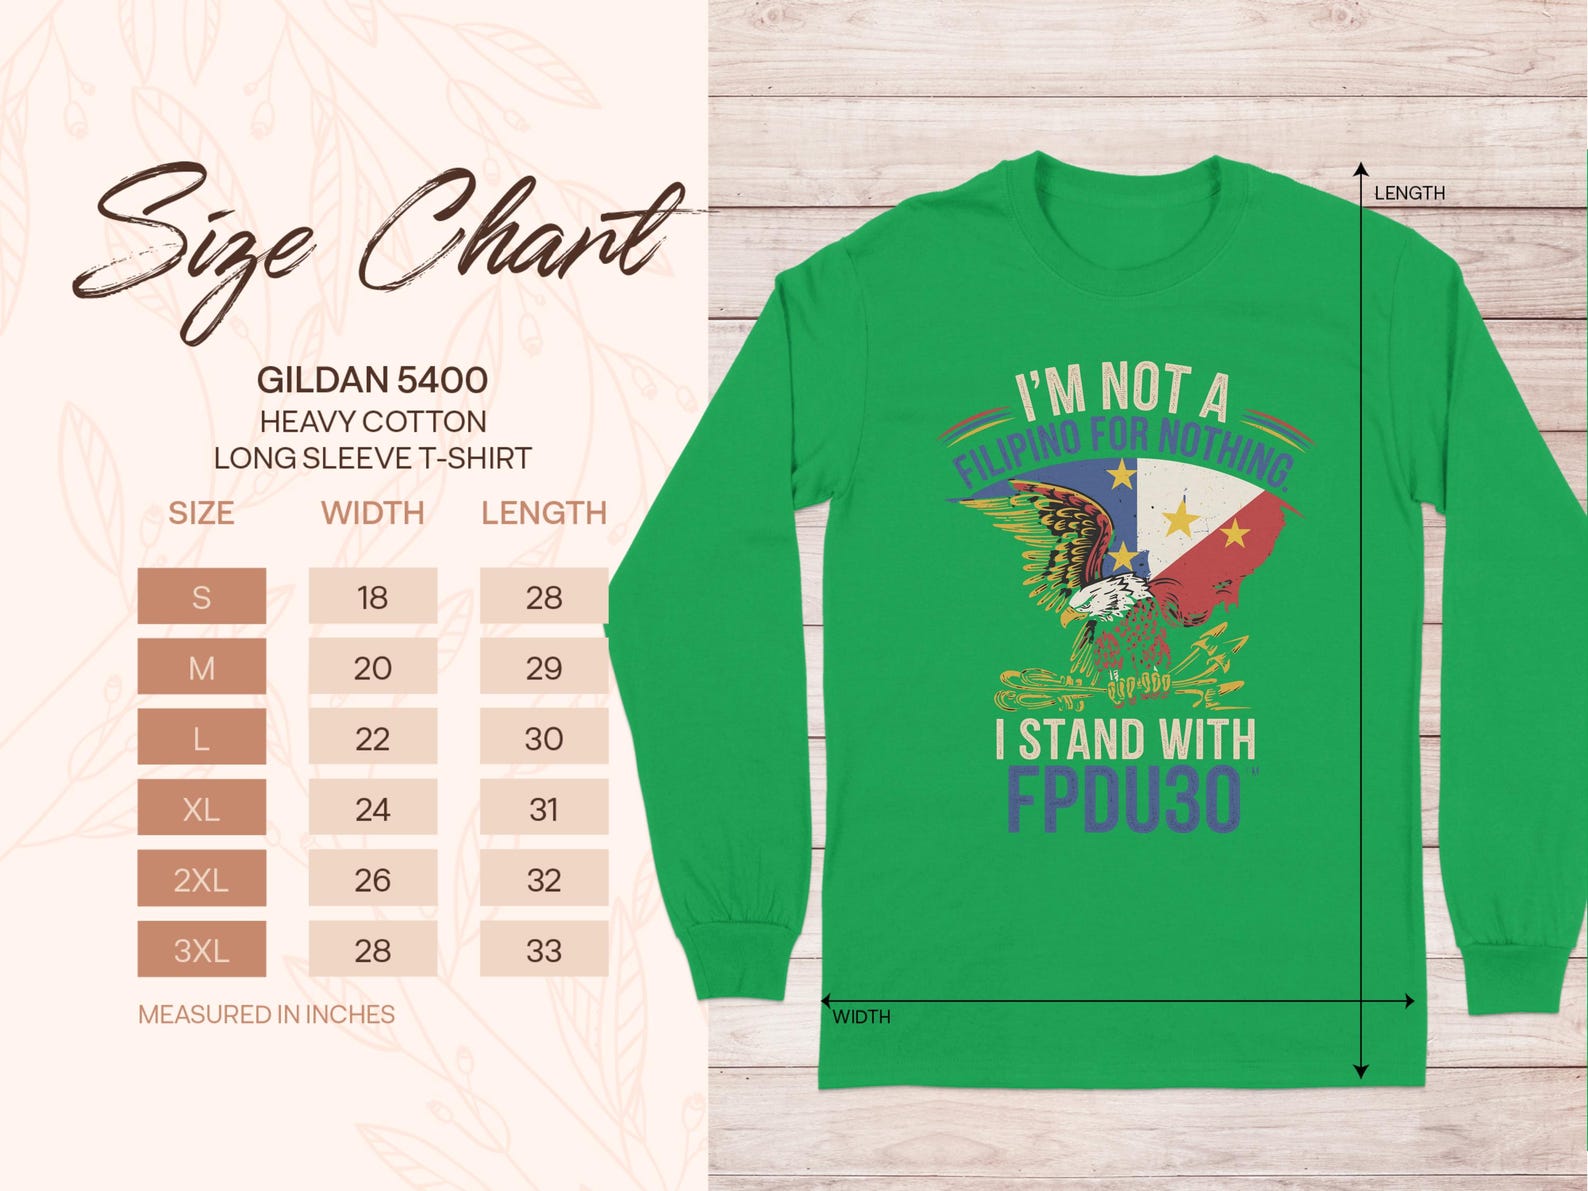 Size Chart
GILDAN 5400
HEAVY COTTON
LONG SLEEVE T-SHIRT
SIZE WIDTH LENGTH
S 18 28
M 20 29
L 22 30
XL 24 31
2XL 26 32
3XL 28 33
MEASURED IN INCHES
LENGTH
I'M NOT A
FILIPINO FOR NOTHING.
I STAND WITH
FPDU30"
WIDTH